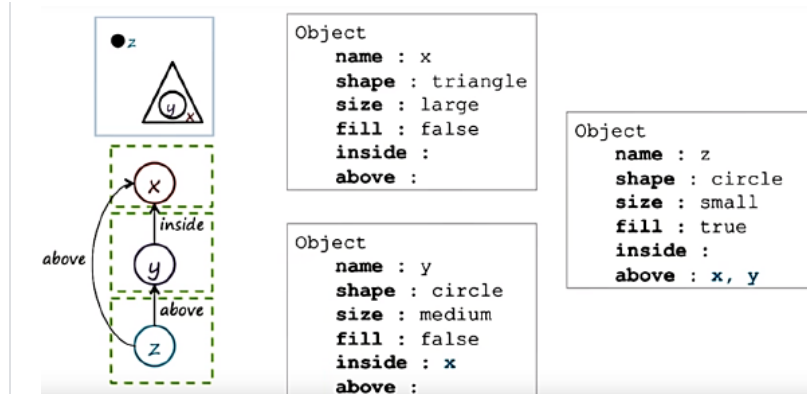 z
y
x
x
inside
y
above
above
z
Object
name : x
shape : triangle
size : large
fill : false
inside :
above :
Object
name : y
shape : circle
size : medium
fill : false
inside : x
above :
Object
name : z
shape : circle
size : small
fill : true
inside :
above : x, y